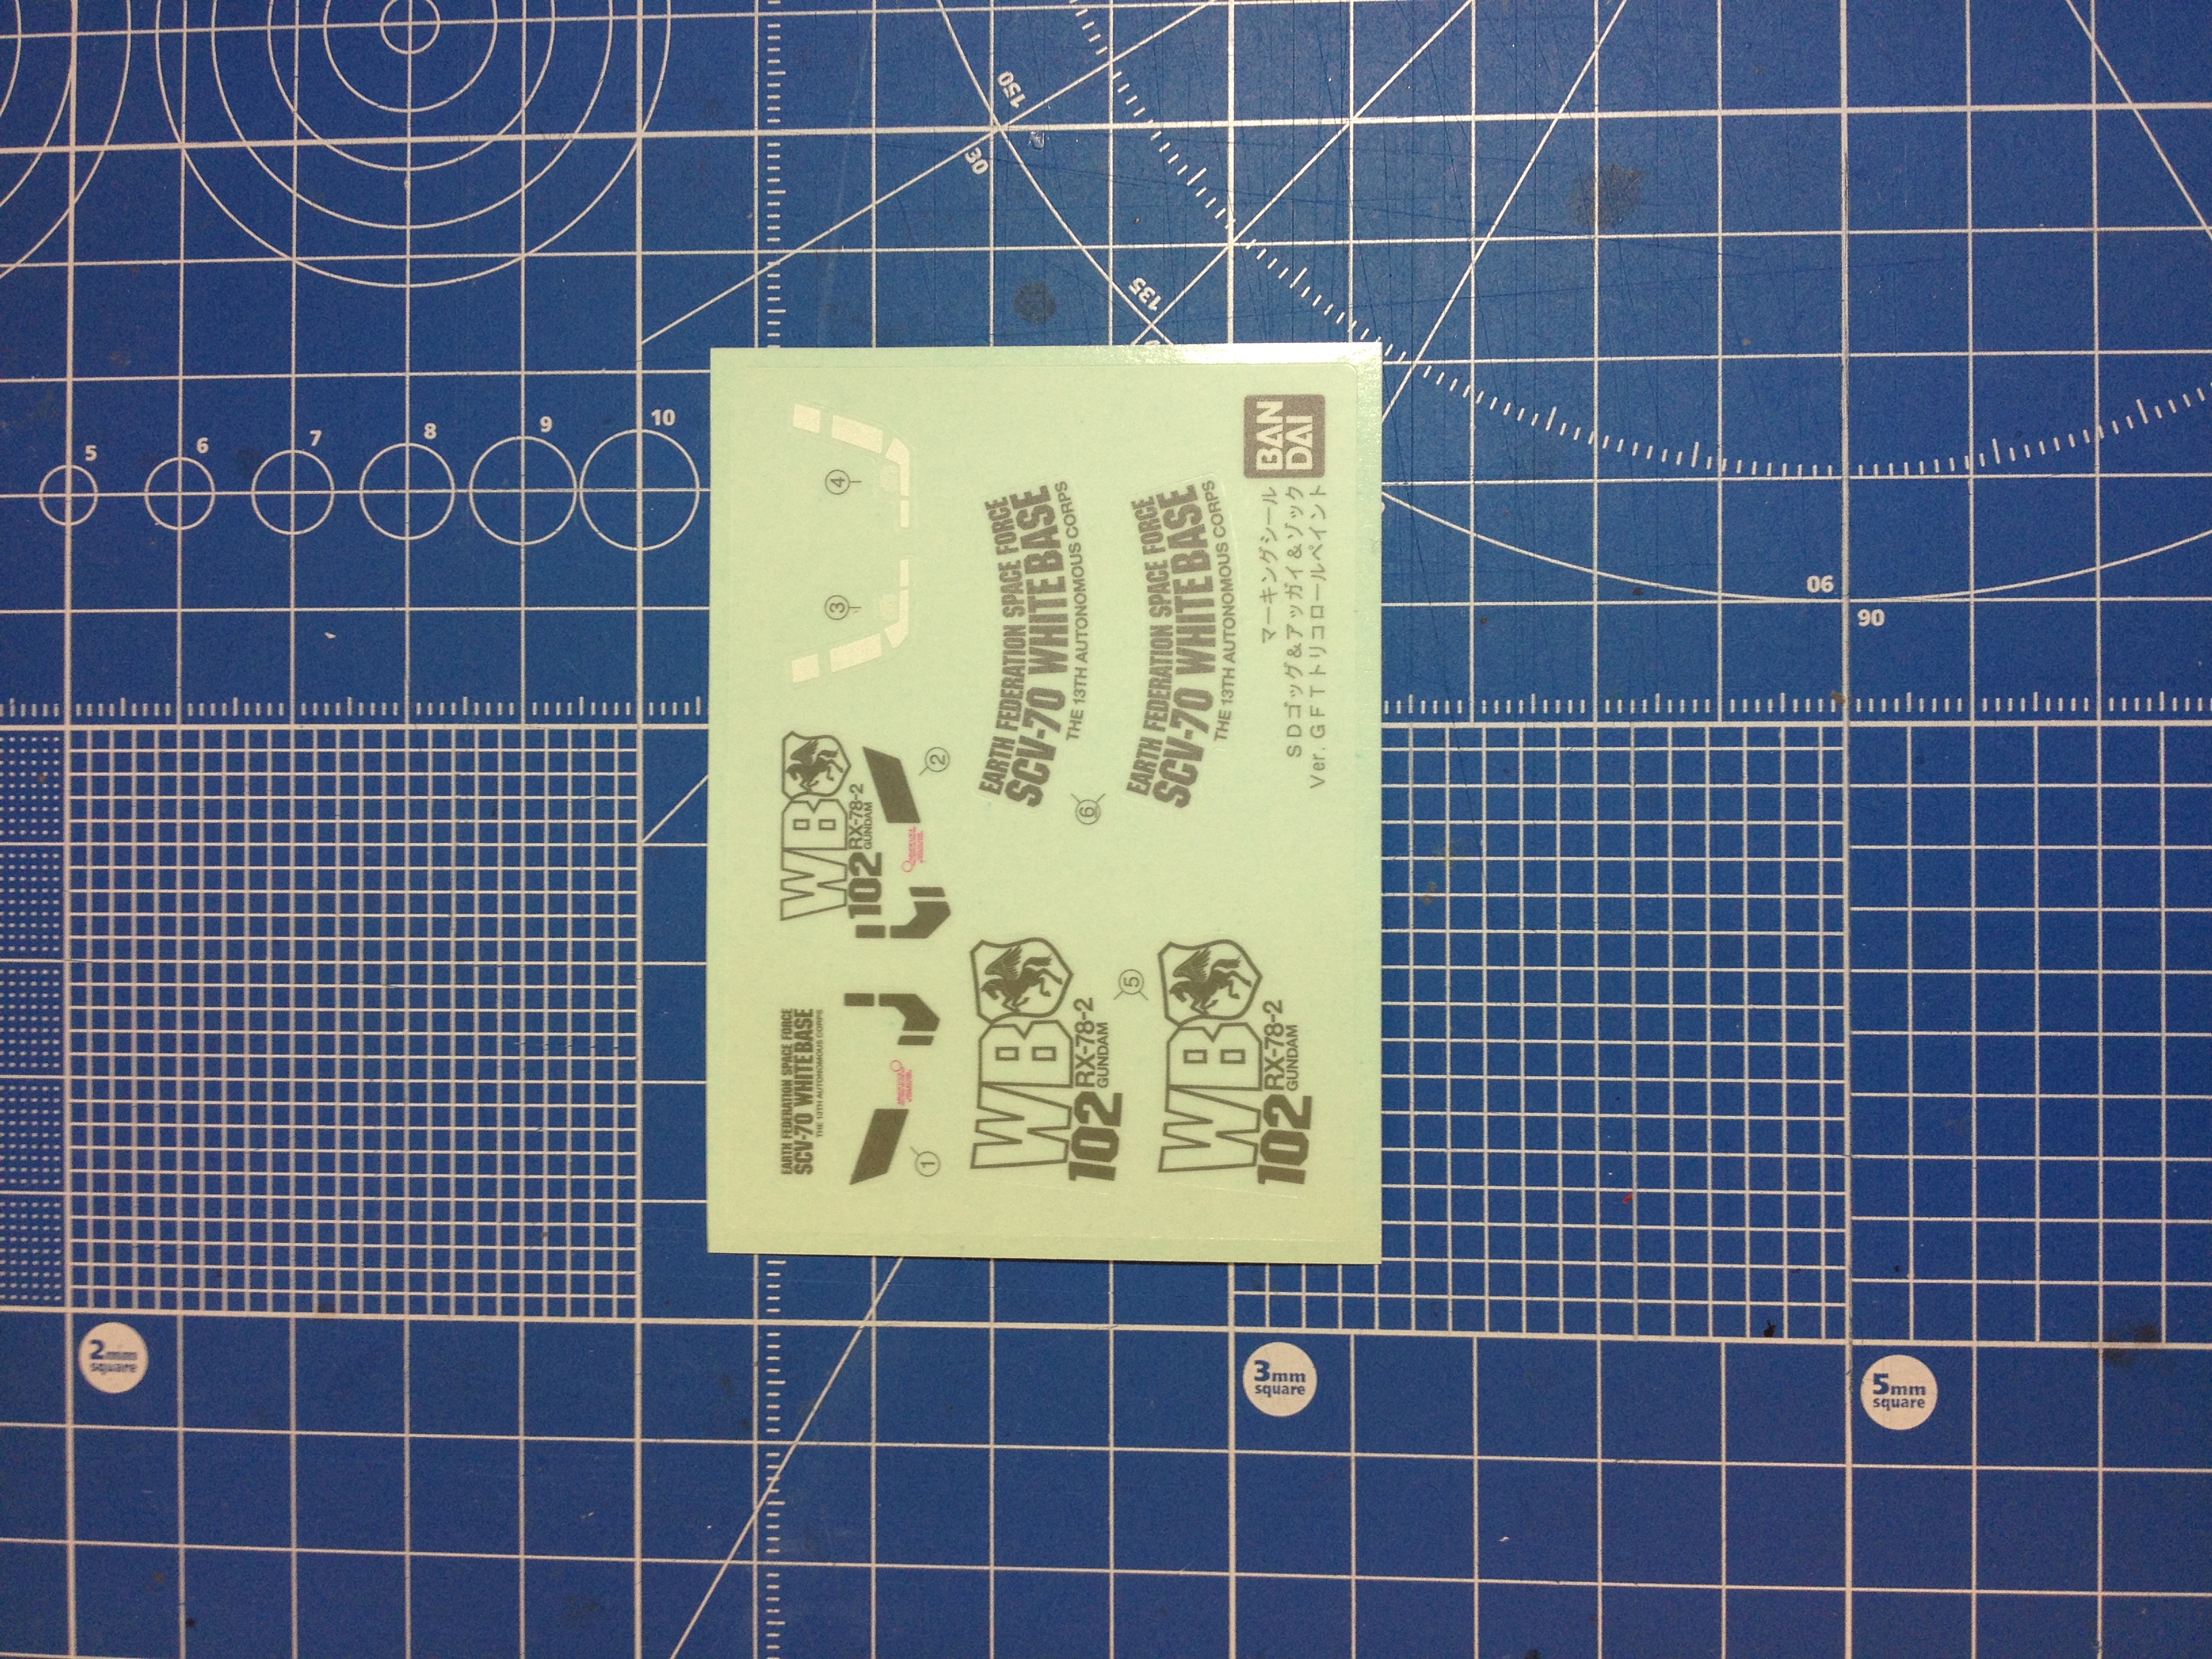 2mm
square
5
6
7
8
9
10
EARTH FEDERATION SPACE FORCE
SCV-70 WHITE BASE
THE 13TH AUTONOMOUS CORPS
1
WB
102 RX-78-2
GUNDAM
2
3
4
WB
102 RX-78-2
GUNDAM
5
WB
102 RX-78-2
GUNDAM
EARTH FEDERATION SPACE FORCE
SCV-70 WHITE BASE
THE 13TH AUTONOMOUS CORPS
6
EARTH FEDERATION SPACE FORCE
SCV-70 WHITE BASE
THE 13TH AUTONOMOUS CORPS
マーキングシール
SDゴッグ&アッガイ&ゾック
Ver.GFTトリコロールペイント
BAN
DAI
30
150
135
3mm
square
90
90
5mm
square